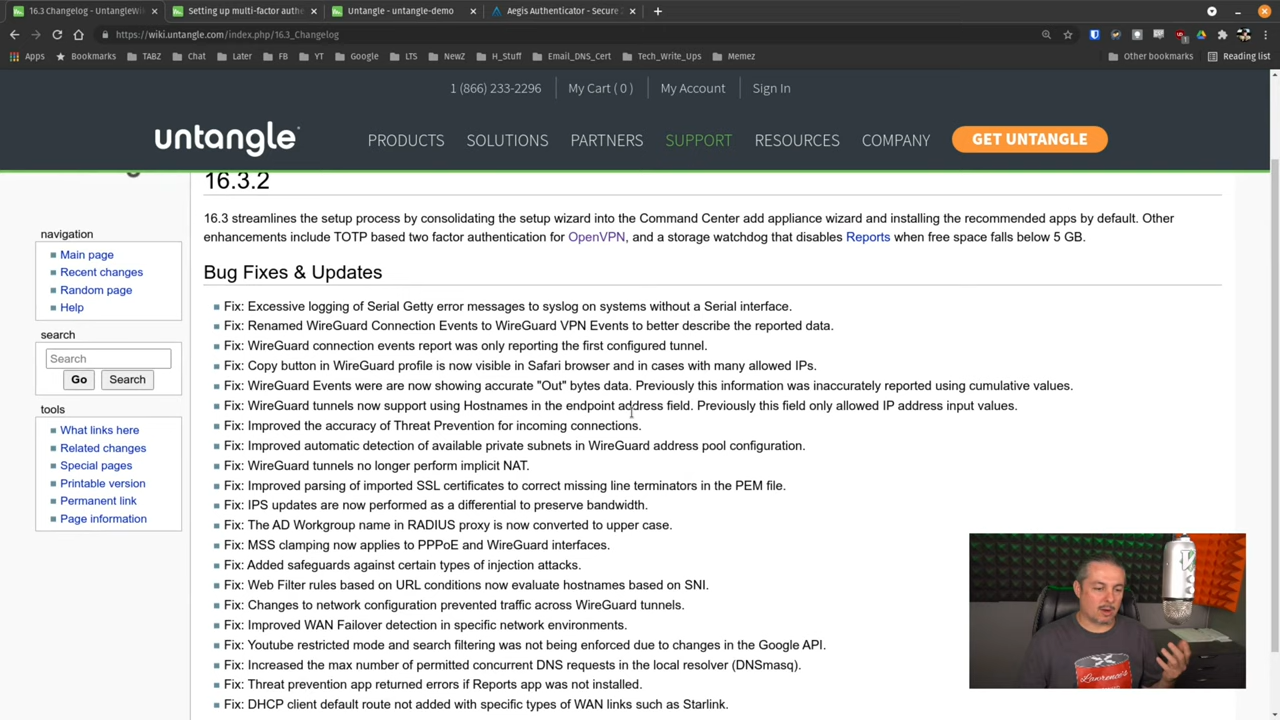 16.3 Changelog - UntangleWiki
Setting up multi-factor authe
Untangle - untangle-demo
Aegis Authenticator - Secure
https://wiki.untangle.com/index.php/16.3_Changelog
Apps
Bookmarks
TABZ
Chat
Later
FB
YT
Google
LTS
NewZ
H_Stuff
Email_DNS_Cert
Tech_Write_Ups
Memez
Other bookmarks
Reading list
1 (866) 233-2296
My Cart ( 0 )
My Account
Sign In
untangle
PRODUCTS
SOLUTIONS
PARTNERS
SUPPORT
RESOURCES
COMPANY
GET UNTANGLE
navigation
Main page
Recent changes
Random page
Help
search
Search
Go
Search
tools
What links here
Related changes
Special pages
Printable version
Permanent link
Page information
16.3.2
16.3 streamlines the setup process by consolidating the setup wizard into the Command Center add appliance wizard and installing the recommended apps by default. Other
enhancements include TOTP based two factor authentication for OpenVPN, and a storage watchdog that disables Reports when free space falls below 5 GB.
Bug Fixes & Updates
Fix: Excessive logging of Serial Getty error messages to syslog on systems without a Serial interface.
Fix: Renamed WireGuard Connection Events to WireGuard VPN Events to better describe the reported data.
Fix: WireGuard connection events report was only reporting the first configured tunnel.
Fix: Copy button in WireGuard profile is now visible in Safari browser and in cases with many allowed IPs.
Fix: WireGuard Events were are now showing accurate "Out" bytes data. Previously this information was inaccurately reported using cumulative values.
Fix: WireGuard tunnels now support using Hostnames in the endpoint address field. Previously this field only allowed IP address input values.
Fix: Improved the accuracy of Threat Prevention for incoming connections.
Fix: Improved automatic detection of available private subnets in WireGuard address pool configuration.
Fix: WireGuard tunnels no longer perform implicit NAT.
Fix: Improved parsing of imported SSL certificates to correct missing line terminators in the PEM file.
Fix: IPS updates are now performed as a differential to preserve bandwidth.
Fix: The AD Workgroup name in RADIUS proxy is now converted to upper case.
Fix: MSS clamping now applies to PPPoE and WireGuard interfaces.
Fix: Added safeguards against certain types of injection attacks.
Fix: Web Filter rules based on URL conditions now evaluate hostnames based on SNI.
Fix: Changes to network configuration prevented traffic across WireGuard tunnels.
Fix: Improved WAN Failover detection in specific network environments.
Fix: Youtube restricted mode and search filtering was not being enforced due to changes in the Google API.
Fix: Increased the max number of permitted concurrent DNS requests in the local resolver (DNSmasq).
Fix: Threat prevention app returned errors if Reports app was not installed.
Fix: DHCP client default route not added with specific types of WAN links such as Starlink.
Lawrence's